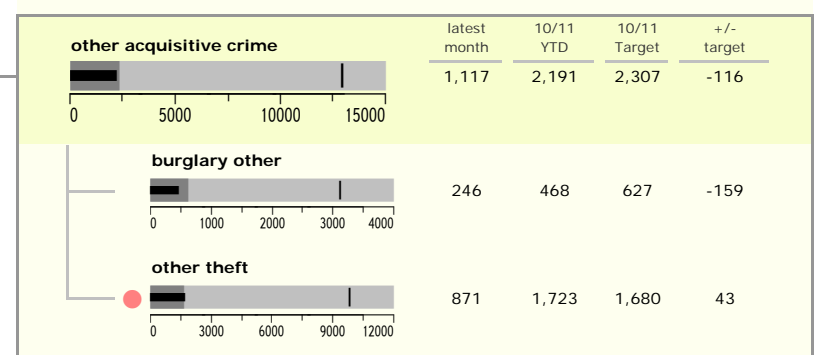 latest 10/11 10/11 +/-
other acquisitive crime month YTD Target target
1,117 2,191 2,307 -116
0 5000 10000 15000
burglary other
246 468 627 -159
0 1000 2000 3000 4000
other theft
871 1,723 1,680 43
0 3000 6000 9000 12000